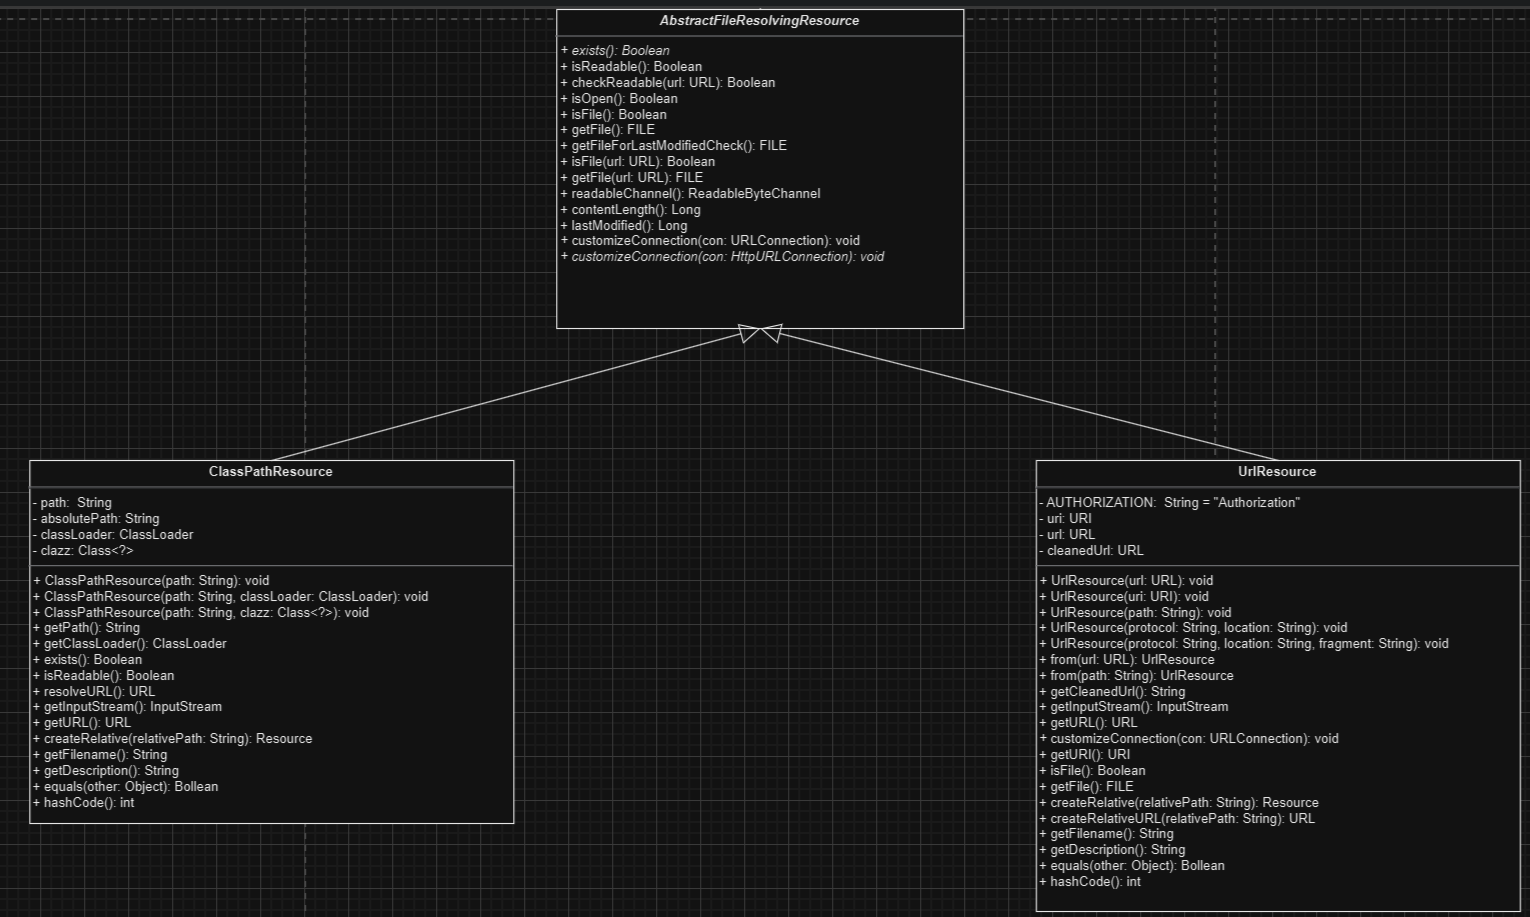 AbstractFileResolvingResource
+ exists(): Boolean
+ isReadable(): Boolean
+ checkReadable(url: URL): Boolean
+ isOpen(): Boolean
+ isFile(): Boolean
+ getFile(): FILE
+ getFileForLastModifiedCheck(): FILE
+ isFile(url: URL): Boolean
+ getFile(url: URL): FILE
+ readableChannel(): ReadableByteChannel
+ contentLength(): Long
+ lastModified(): Long
+ customizeConnection(con: URLConnection): void
+ customizeConnection(con: HttpURLConnection): void
ClassPathResource
- path:  String
- absolutePath: String
- classLoader: ClassLoader
- clazz: Class<?>
+ ClassPathResource(path: String): void
+ ClassPathResource(path: String, classLoader: ClassLoader): void
+ ClassPathResource(path: String, clazz: Class<?>): void
+ getPath(): String
+ getClassLoader(): ClassLoader
+ exists(): Boolean
+ isReadable(): Boolean
+ resolveURL(): URL
+ getInputStream(): InputStream
+ getURL(): URL
+ createRelative(relativePath: String): Resource
+ getFilename(): String
+ getDescription(): String
+ equals(other: Object): Bollean
+ hashCode(): int
UrlResource
- AUTHORIZATION:  String = "Authorization"
- uri: URI
- url: URL
- cleanedUrl: URL
+ UrlResource(url: URL): void
+ UrlResource(uri: URI): void
+ UrlResource(path: String): void
+ UrlResource(protocol: String, location: String): void
+ UrlResource(protocol: String, location: String, fragment: String): void
+ from(url: URL): UrlResource
+ from(path: String): UrlResource
+ getCleanedUrl(): String
+ getInputStream(): InputStream
+ getURL(): URL
+ customizeConnection(con: URLConnection): void
+ getURI(): URI
+ isFile(): Boolean
+ getFile(): FILE
+ createRelative(relativePath: String): Resource
+ createRelativeURL(relativePath: String): URL
+ getFilename(): String
+ getDescription(): String
+ equals(other: Object): Bollean
+ hashCode(): int